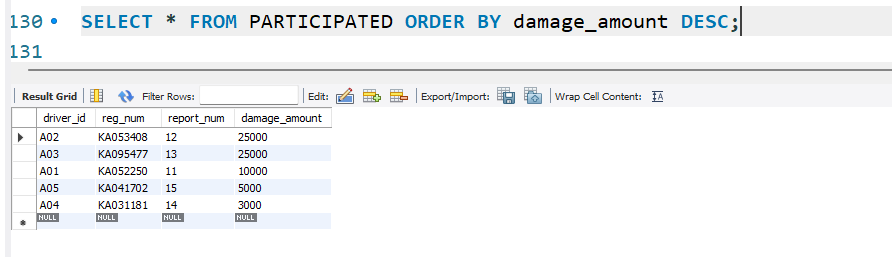 130 SELECT * FROM PARTICIPATED ORDER BY damage_amount DESC;
131
Result Grid Filter Rows: Edit: Export/Import: Wrap Cell Content: IA
driver_id reg_num report_num damage_amount
A02 KA053408 12 25000
A03 KA095477 13 25000
A01 KA052250 11 10000
A05 KA041702 15 5000
A04 KA031181 14 3000
NULL NULL NULL NULL